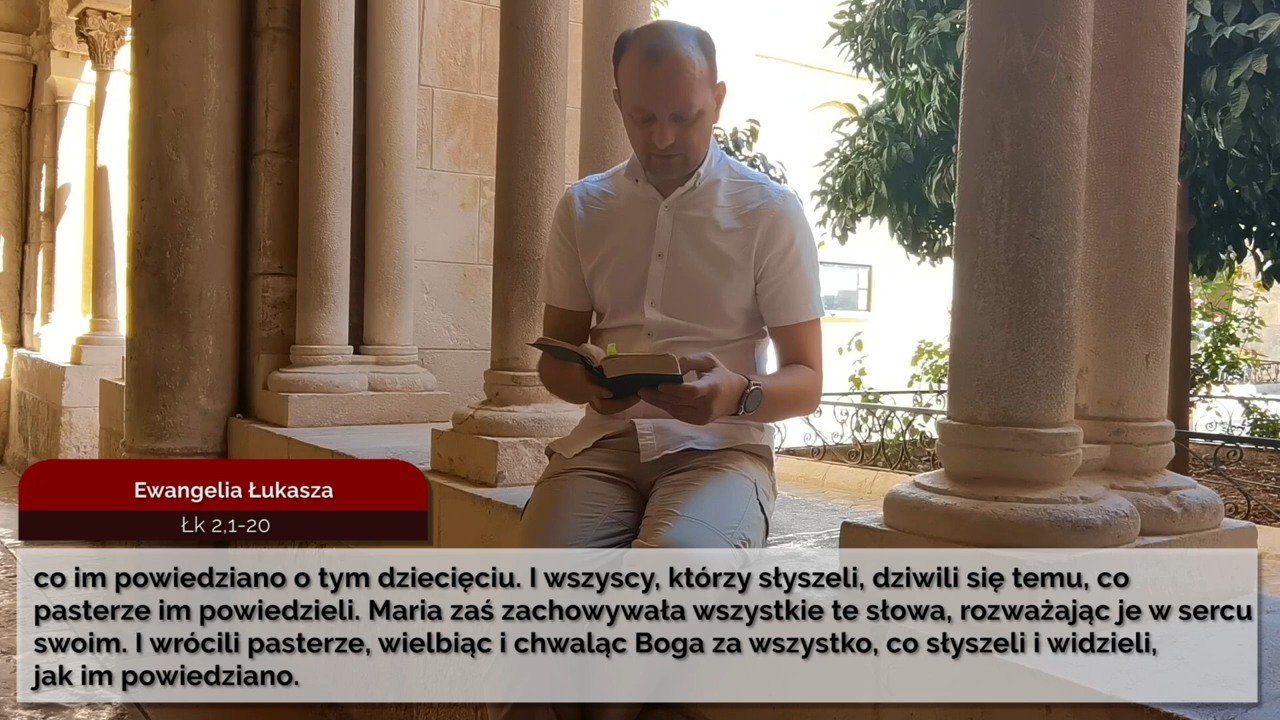 Ewangelia Łukasza
Łk 2,1-20
co im powiedziano o tym dziecięciu. I wszyscy, którzy słyszeli, dziwili się temu, co
pasterze im powiedzieli. Maria zaś zachowywała wszystkie te słowa, rozważając je w sercu
swoim. I wrócili pasterze, wielbiąc i chwaląc Boga za wszystko, co słyszeli i widzieli,
jak im powiedziano.